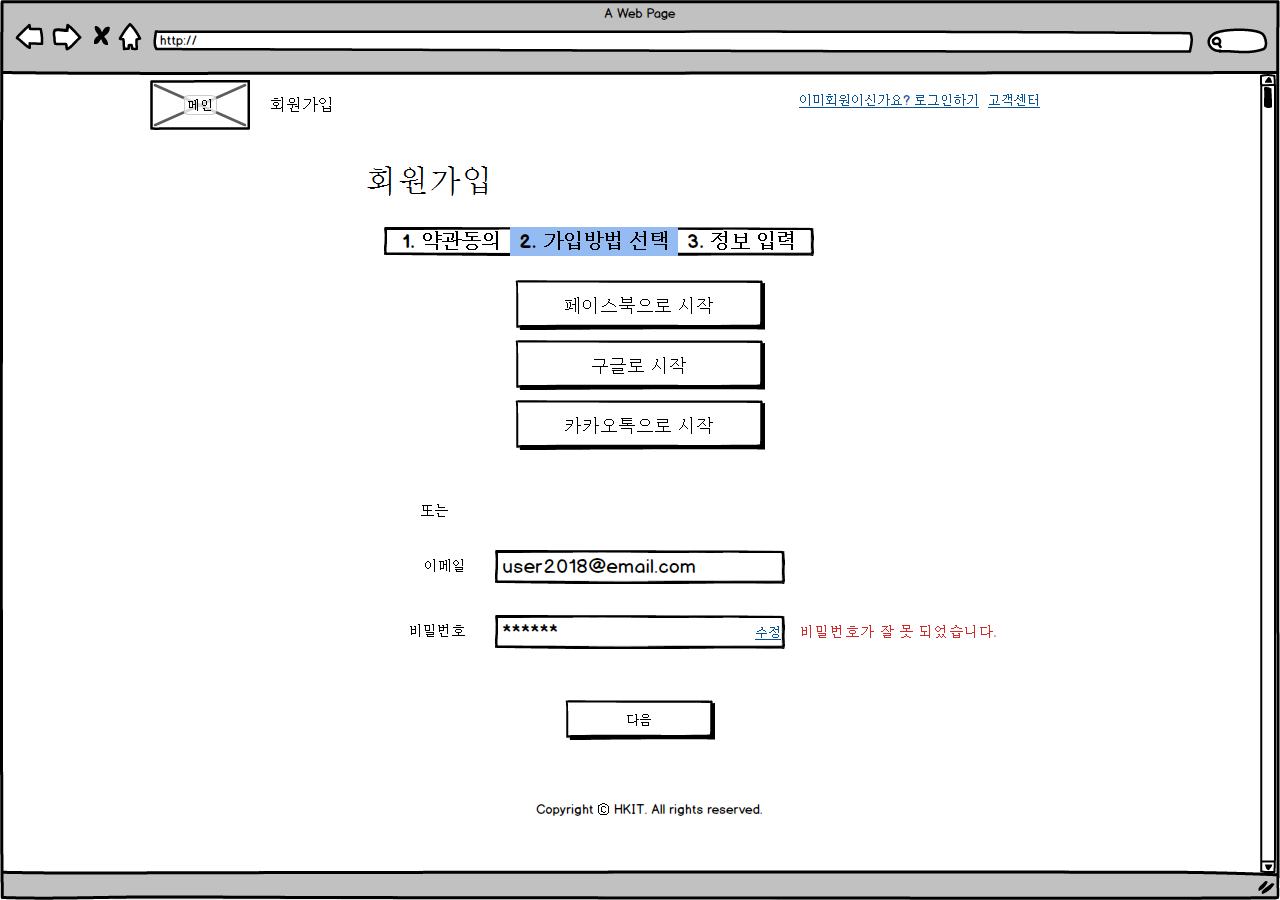 A Web Page
http://
메인 회원가입 이미회원이신가요? 로그인하기 고객센터
회원가입
1. 약관동의 2. 가입방법 선택 3. 정보 입력
페이스북으로 시작
구글로 시작
카카오톡으로 시작
또는
이메일 user2018@email.com
비밀번호 ****** 수정 비밀번호가 잘 못 되었습니다.
다음
Copyright ⓒ HKIT. All rights reserved.